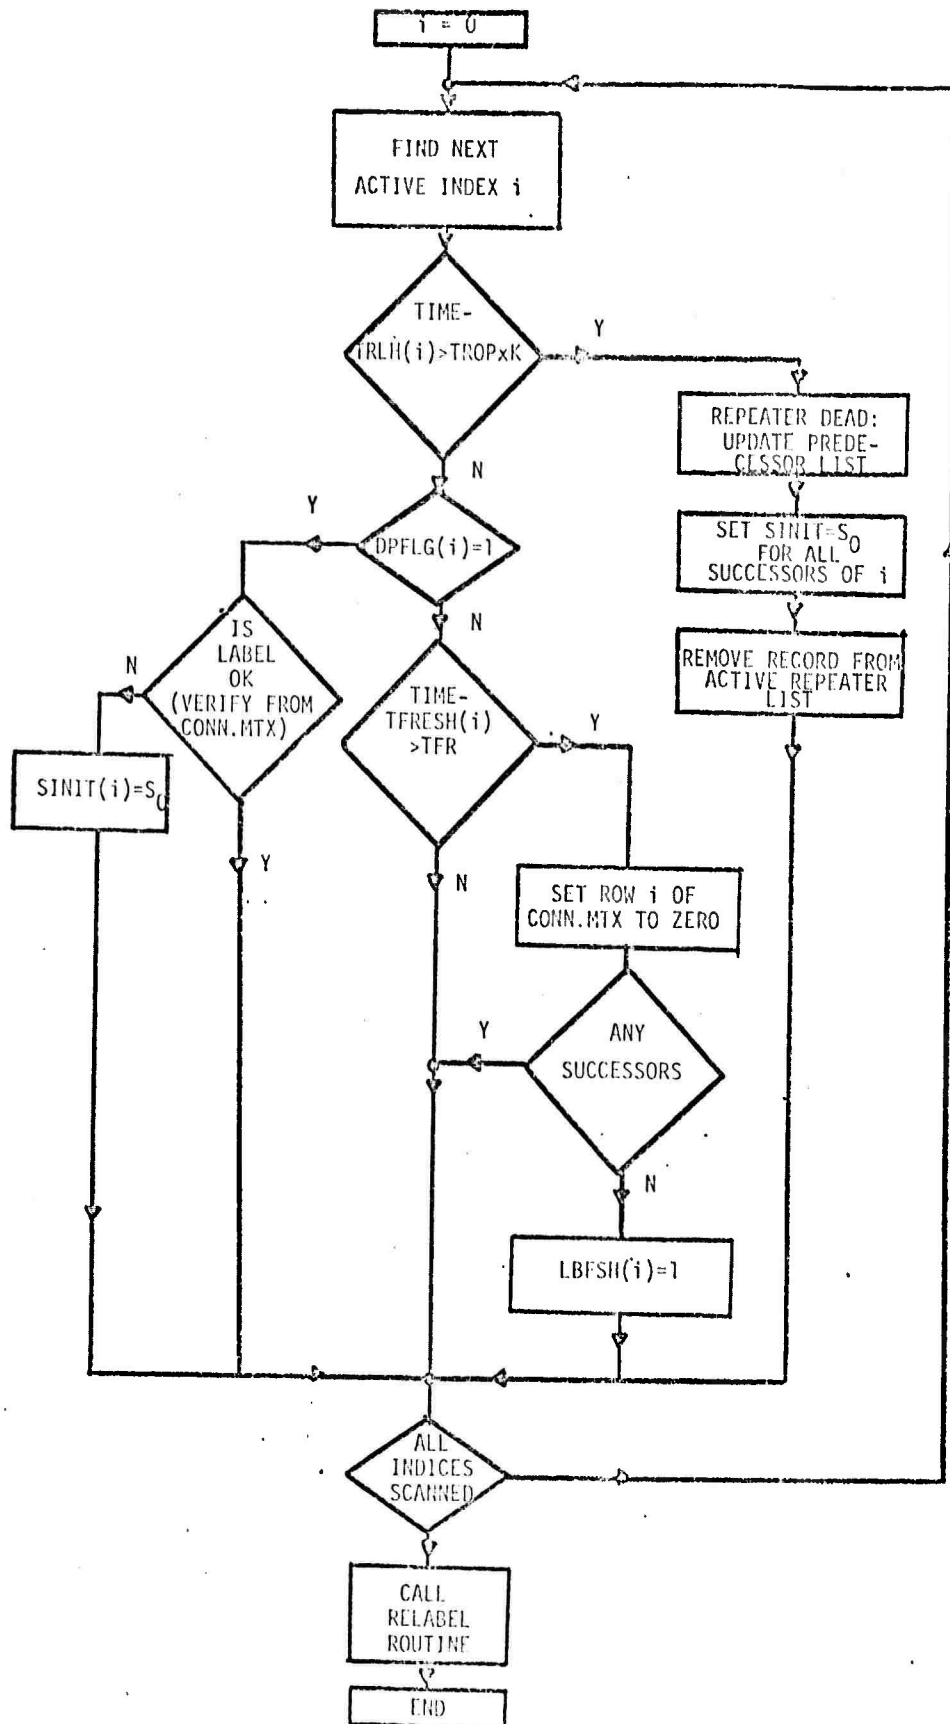 i = 0
FIND NEXT
ACTIVE INDEX i
TIME-
TRLH(i)>TROPxK
Y
REPEATER DEAD:
UPDATE PREDE-
CESSOR LIST
N
Y
DPFLG(i)=1
SET SINIT=S0
FOR ALL
SUCCESSORS OF i
N
IS
LABEL
OK
(VERIFY FROM
CONN.MTX)
N
REMOVE RECORD FROM
ACTIVE REPEATER
LIST
TIME-
TFRESH(i)
>TFR
Y
SINIT(i)=S0
Y
N
SET ROW i OF
CONN.MTX TO ZERO
Y
ANY
SUCCESSORS
N
LBFSH(i)=1
ALL
INDICES
SCANNED
CALL
RELABEL
ROUTINE
END